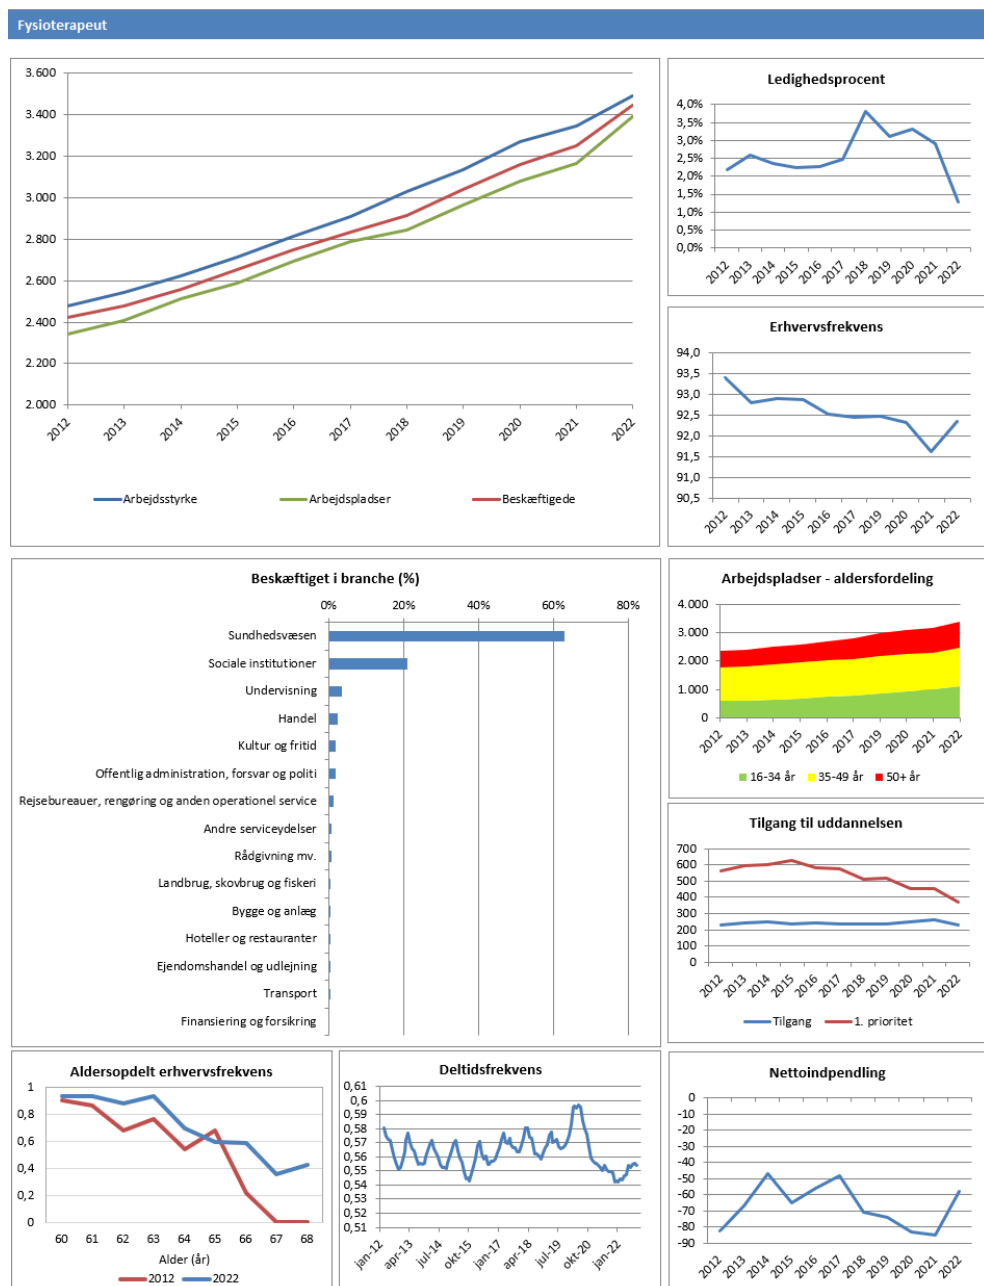 Fysioterapeut
3.600
3.400
3.200
3.000
2.800
2.600
2.400
2.200
2.000
2012 2013 2014 2015 2016 2017 2018 2019 2020 2021 2022
Arbejdsstyrke Arbejdspladser Beskæftigede
Ledighedsprocent
4,0%
3,5%
3,0%
2,5%
2,0%
1,5%
1,0%
0,5%
0,0%
2012 2013 2014 2015 2016 2017 2018 2019 2020 2021 2022
Erhvervsfrekvens
94,0
93,5
93,0
92,5
92,0
91,5
91,0
90,5
2012 2013 2014 2015 2016 2017 2018 2019 2020 2021 2022
Beskæftiget i branche (%)
0% 20% 40% 60% 80%
Sundhedsvæsen
Sociale institutioner
Undervisning
Handel
Kultur og fritid
Offentlig administration, forsvar og politi
Rejsebureauer, rengøring og anden operationel service
Andre serviceydelser
Rådgivning mv.
Landbrug, skovbrug og fiskeri
Bygge og anlæg
Hoteller og restauranter
Ejendomshandel og udlejning
Transport
Finansiering og forsikring
Arbejdspladser - aldersfordeling
4.000
3.000
2.000
1.000
0
2012 2013 2014 2015 2016 2017 2018 2019 2020 2021 2022
16-34 år 35-49 år 50+ år
Tilgang til uddannelsen
700
600
500
400
300
200
100
0
2012 2013 2014 2015 2016 2017 2018 2019 2020 2021 2022
Tilgang 1. prioritet
Aldersopdelt erhvervsfrekvens
1
0,8
0,6
0,4
0,2
0
60 61 62 63 64 65 66 67 68
Alder (år)
2012 2022
Deltidsfrekvens
0,61
0,6
0,59
0,58
0,57
0,56
0,55
0,54
0,53
0,52
0,51
jan-12 apr-13 jul-14 okt-15 jan-17 apr-18 jul-19 okt-20 jan-22
Nettoindpendling
0
-10
-20
-30
-40
-50
-60
-70
-80
-90
2012 2013 2014 2015 2016 2017 2018 2019 2020 2021 2022